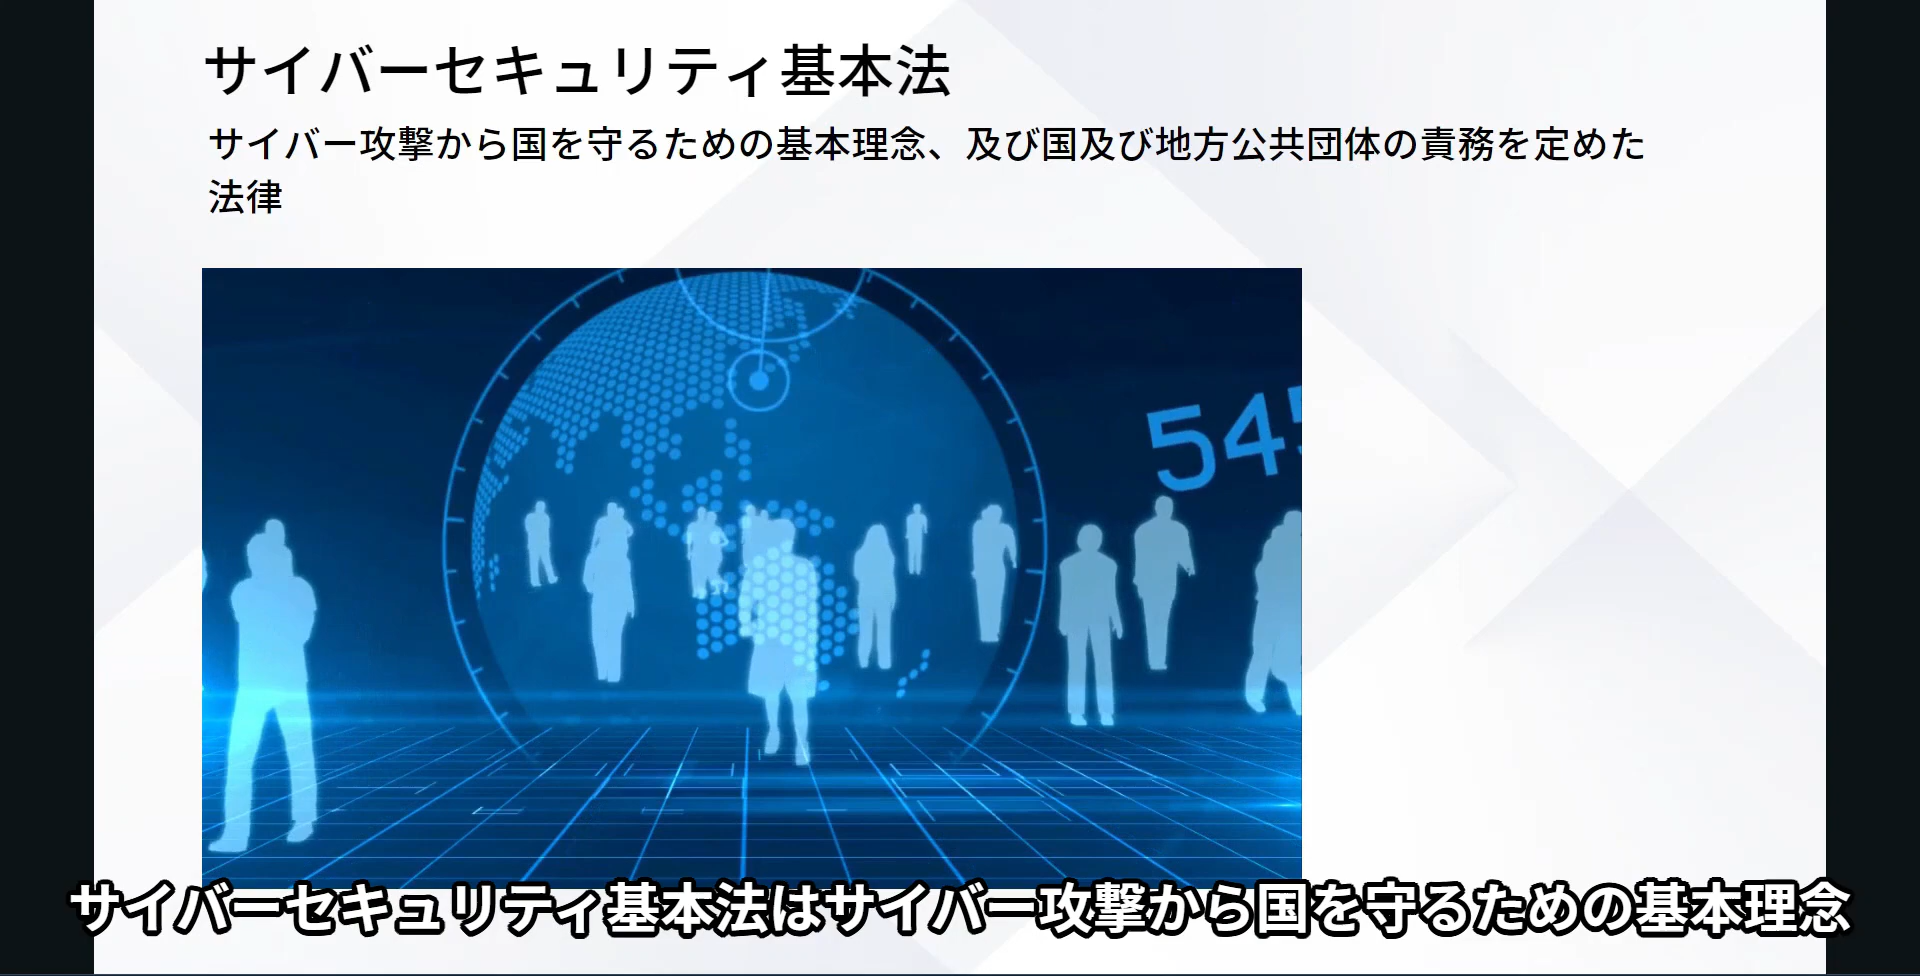 サイバーセキュリティ基本法
サイバー攻撃から国を守るための基本理念、及び国及び地方公共団体の責務を定めた
法律
545
サイバーセキュリティ基本法はサイバー攻撃から国を守るための基本理念